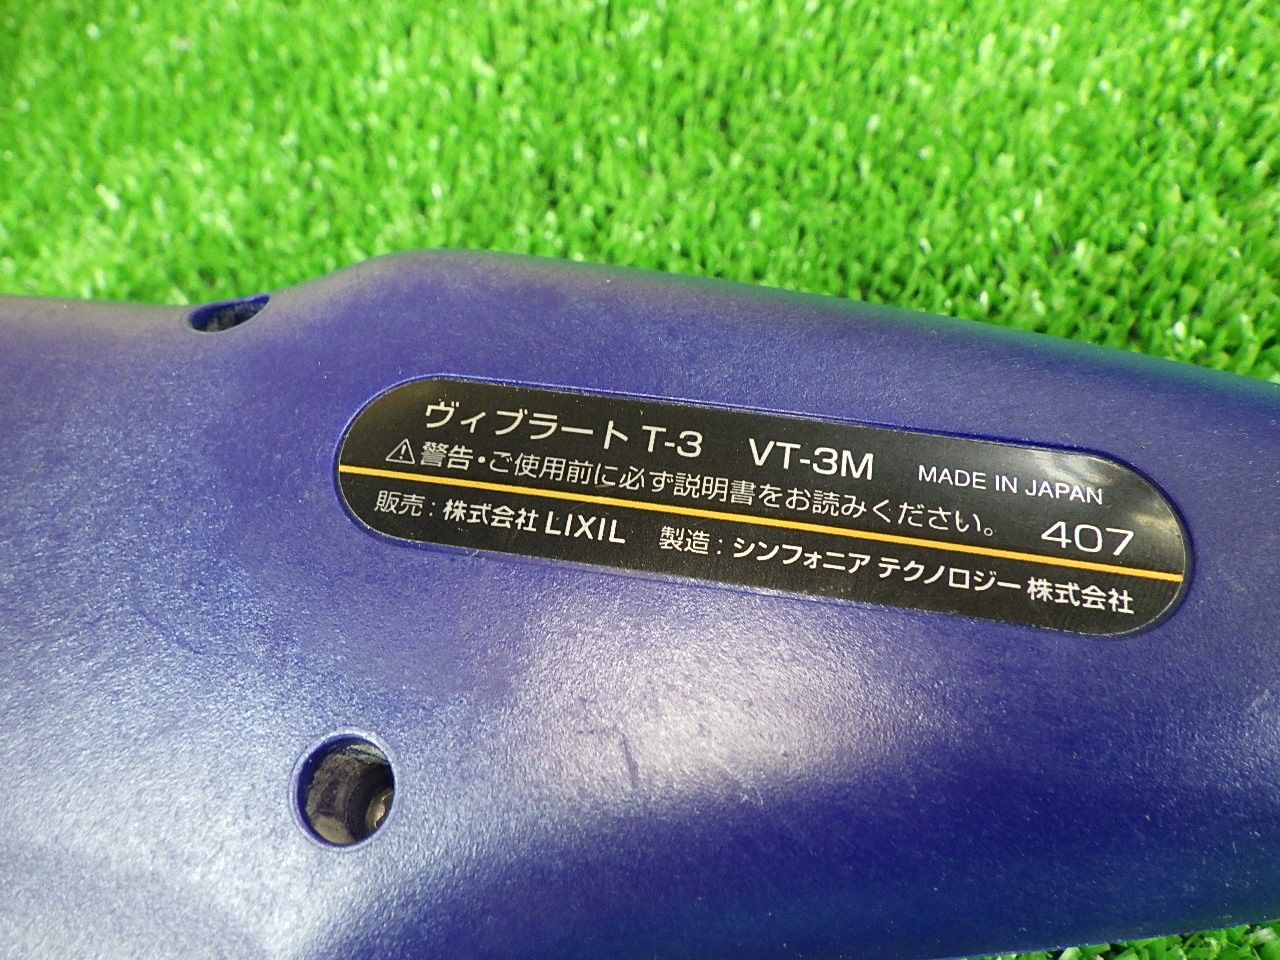 ヴィブラート T-3 VT-3M MADE IN JAPAN
⚠警告・ご使用前に必ず説明書をお読みください。 407
販売：株式会社 LIXIL 製造：シンフォニア テクノロジー 株式会社